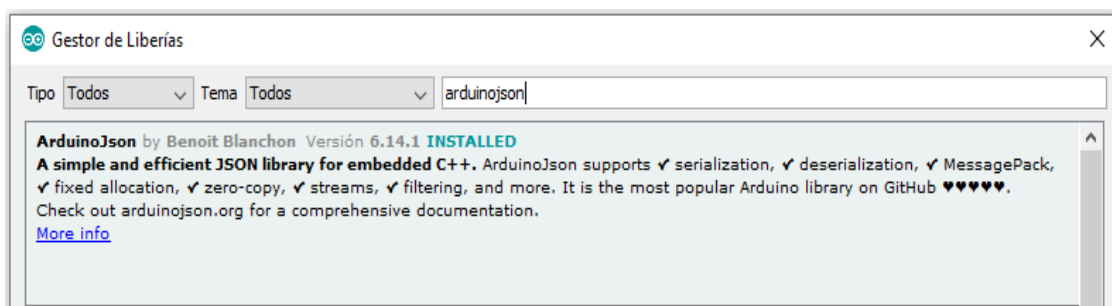 Gestor de Liberías
Tipo Todos Tema Todos arduinojson
ArduinoJson by Benoit Blanchon Versión 6.14.1 INSTALLED
A simple and efficient JSON library for embedded C++. ArduinoJson supports ✔ serialization, ✔ deserialization, ✔ MessagePack,
✔ fixed allocation, ✔ zero-copy, ✔ streams, ✔ filtering, and more. It is the most popular Arduino library on GitHub ♥♥♥♥♥.
Check out arduinojson.org for a comprehensive documentation.
More info